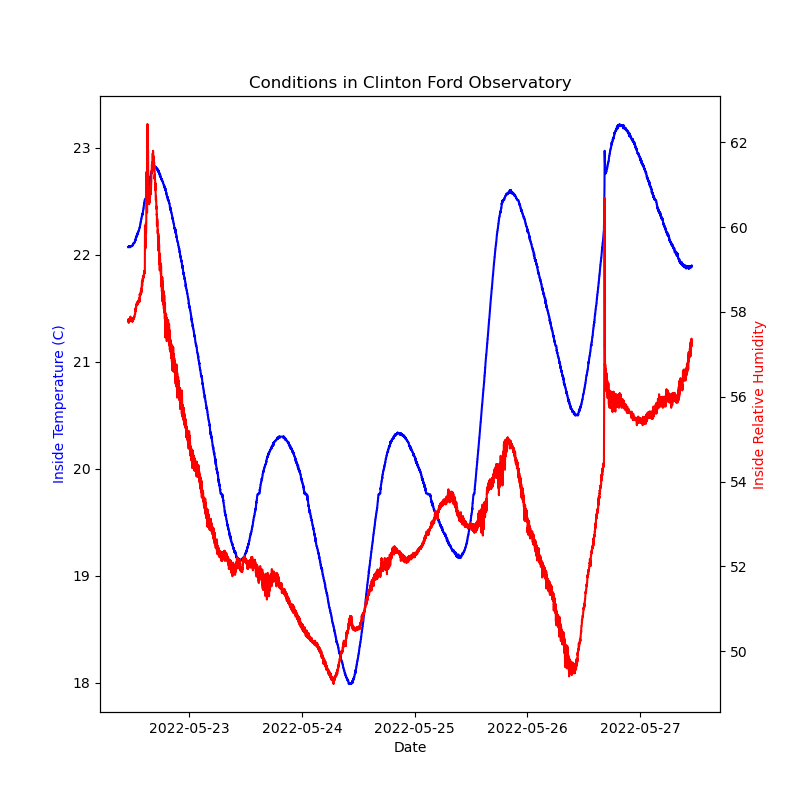 Conditions in Clinton Ford Observatory
23
22
21
20
19
18
Inside Temperature (C)
62
60
58
56
54
52
50
Inside Relative Humidity
2022-05-23 2022-05-24 2022-05-25 2022-05-26 2022-05-27
Date